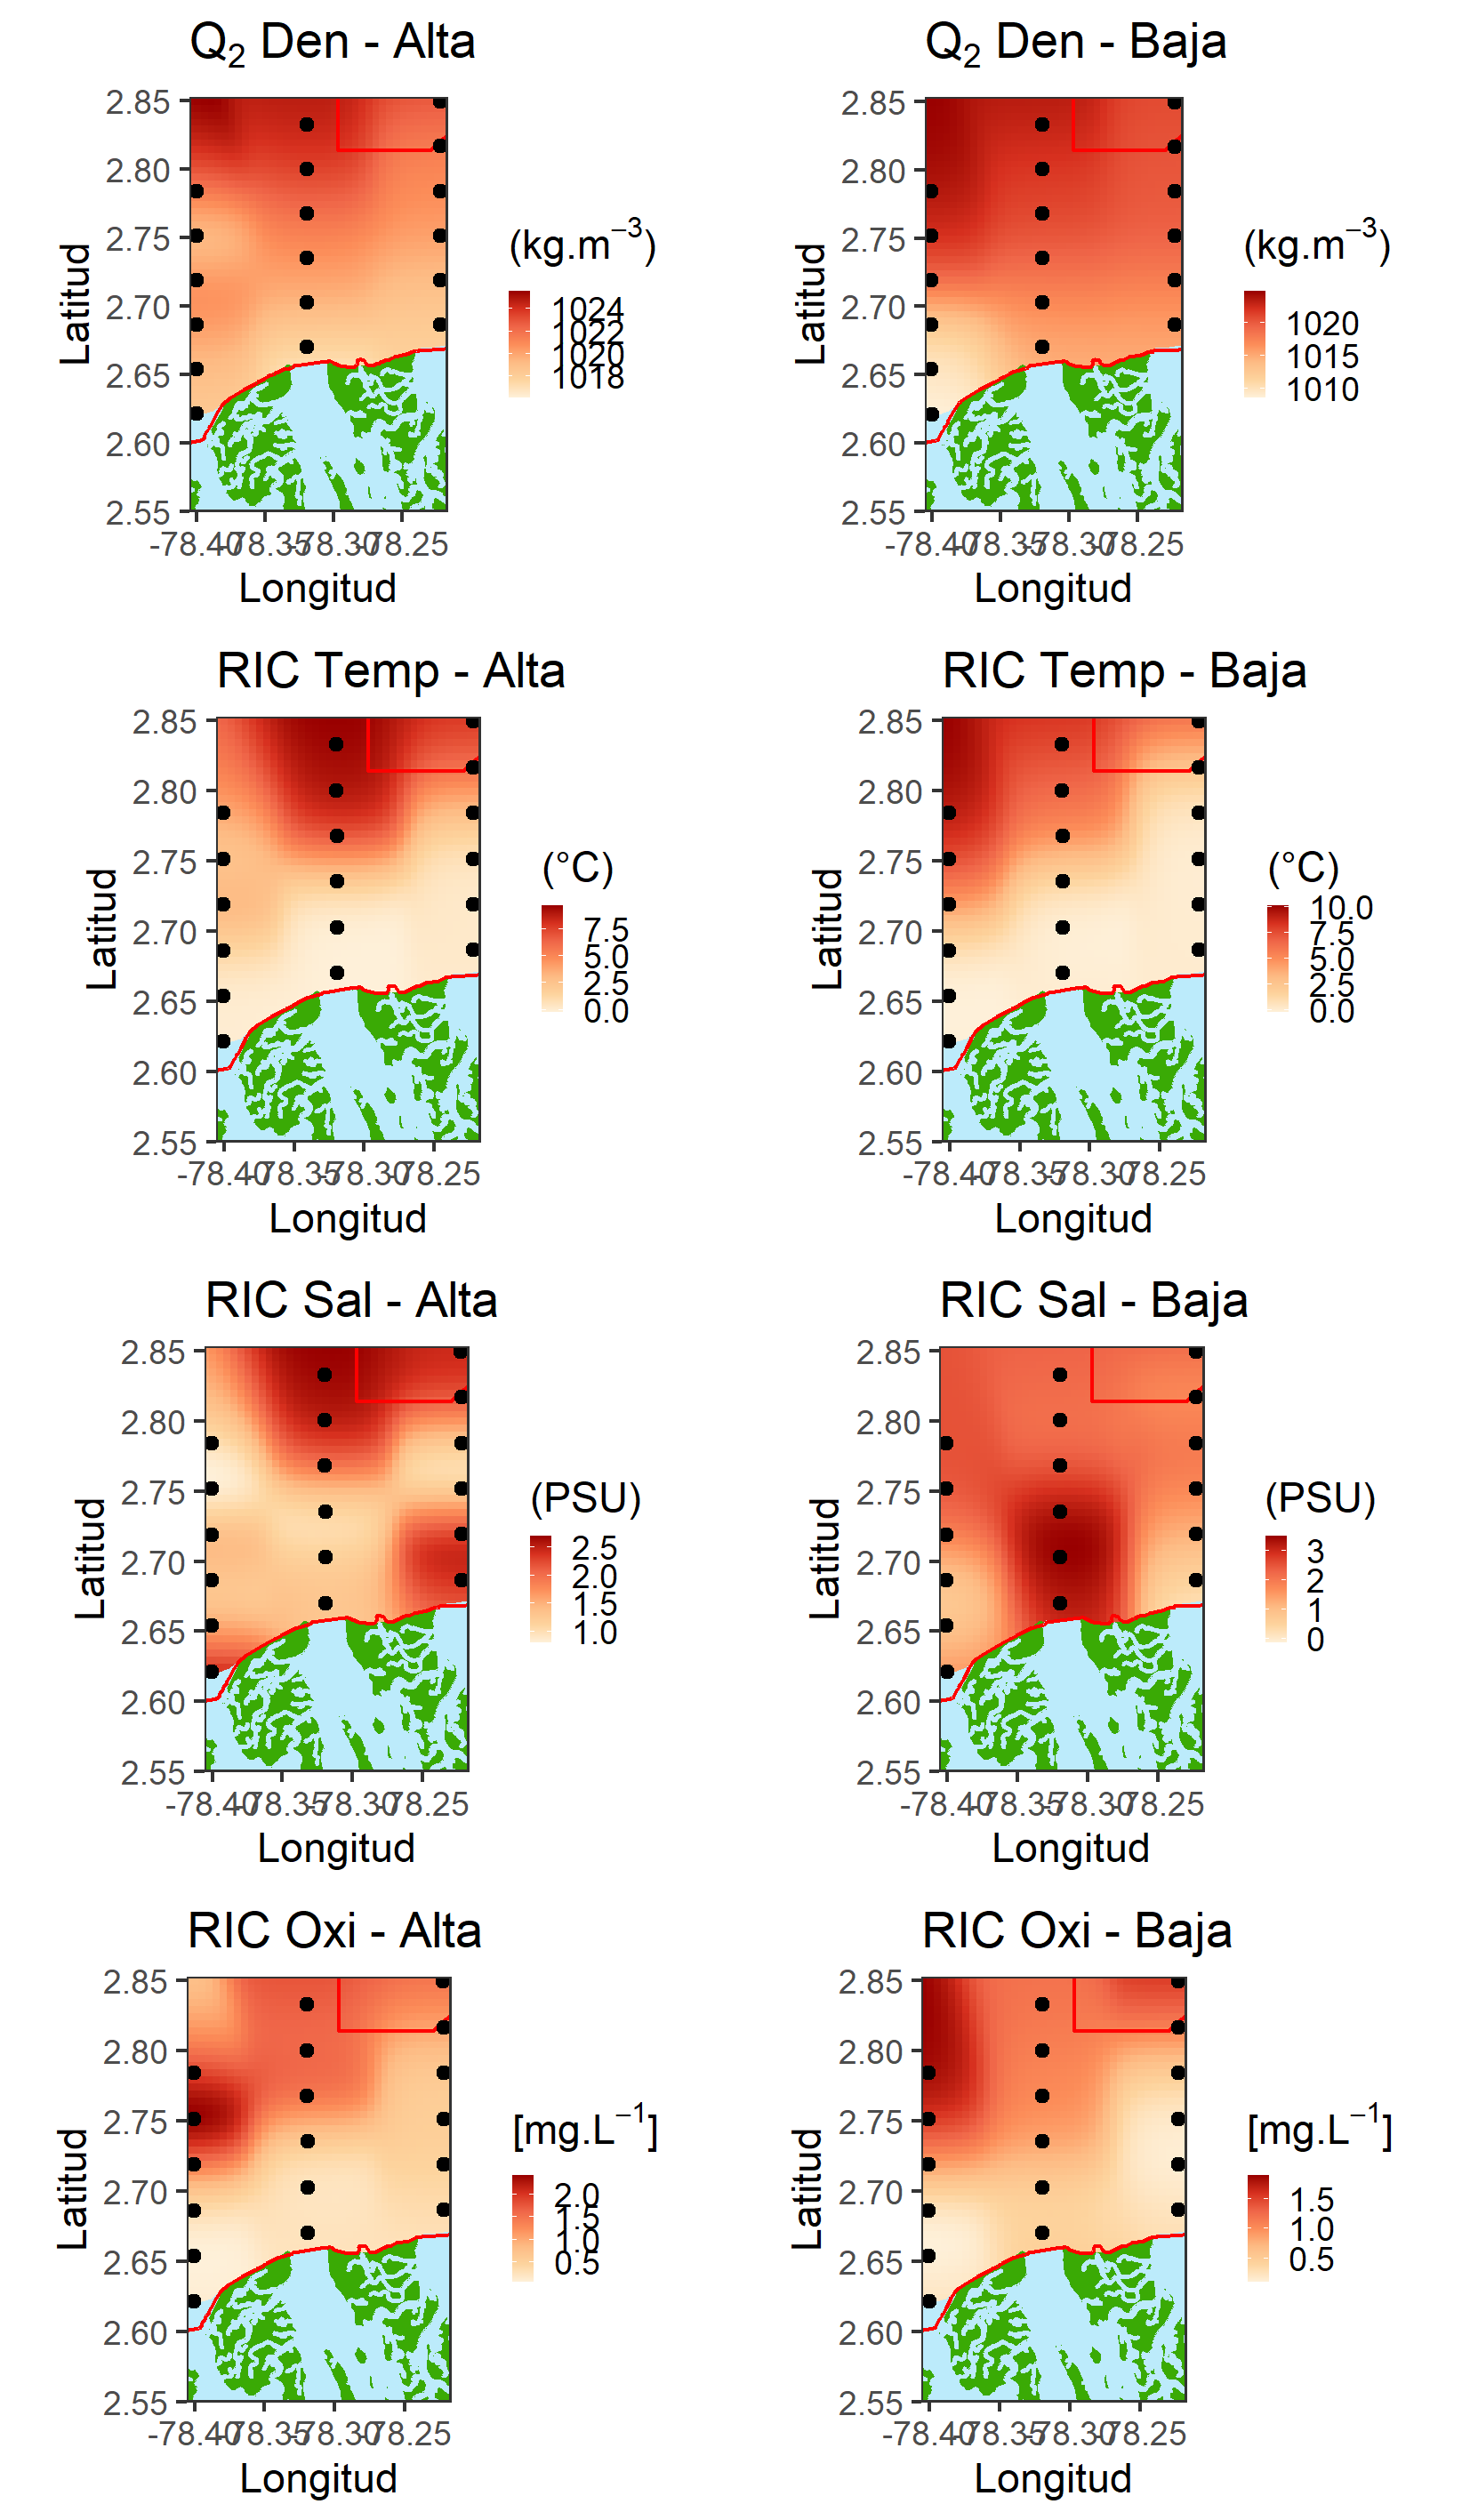 Q₂ Den - Alta
2.85
2.80
2.75
2.70
2.65
2.60
2.55
Latitud
-78.40 -78.35 -78.30 -78.25
Longitud
(kg.m⁻³)
1024
1022
1020
1018
Q₂ Den - Baja
2.85
2.80
2.75
2.70
2.65
2.60
2.55
Latitud
-78.40 -78.35 -78.30 -78.25
Longitud
(kg.m⁻³)
1020
1015
1010
RIC Temp - Alta
2.85
2.80
2.75
2.70
2.65
2.60
2.55
Latitud
-78.40 -78.35 -78.30 -78.25
Longitud
(°C)
7.5
5.0
2.5
0.0
RIC Temp - Baja
2.85
2.80
2.75
2.70
2.65
2.60
2.55
Latitud
-78.40 -78.35 -78.30 -78.25
Longitud
(°C)
10.0
7.5
5.0
2.5
0.0
RIC Sal - Alta
2.85
2.80
2.75
2.70
2.65
2.60
2.55
Latitud
-78.40 -78.35 -78.30 -78.25
Longitud
(PSU)
2.5
2.0
1.5
1.0
RIC Sal - Baja
2.85
2.80
2.75
2.70
2.65
2.60
2.55
Latitud
-78.40 -78.35 -78.30 -78.25
Longitud
(PSU)
3
2
1
0
RIC Oxi - Alta
2.85
2.80
2.75
2.70
2.65
2.60
2.55
Latitud
-78.40 -78.35 -78.30 -78.25
Longitud
[mg.L⁻¹]
2.0
1.5
1.0
0.5
RIC Oxi - Baja
2.85
2.80
2.75
2.70
2.65
2.60
2.55
Latitud
-78.40 -78.35 -78.30 -78.25
Longitud
[mg.L⁻¹]
1.5
1.0
0.5